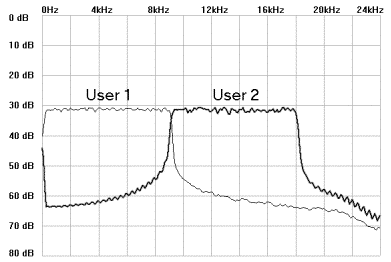 0Hz 4kHz 8KHz 12KHz 16KHz 20KHz 24KHz
0 dB
10 dB
20 dB
30 dB
User 1 User 2
40 dB
50 dB
60 dB
70 dB
80 dB